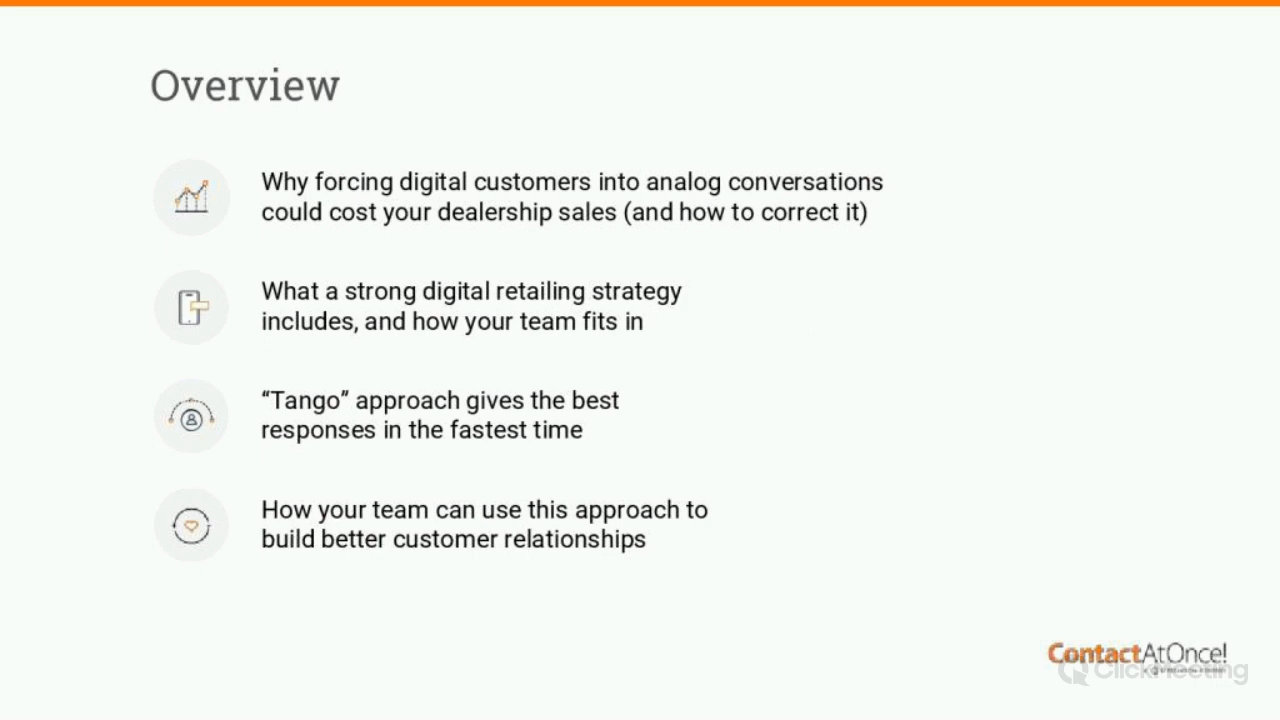 Overview
Why forcing digital customers into analog conversations
could cost your dealership sales (and how to correct it)
What a strong digital retailing strategy
includes, and how your team fits in
“Tango” approach gives the best
responses in the fastest time
How your team can use this approach to
build better customer relationships
ContactAtOnce!
ClickMeeting